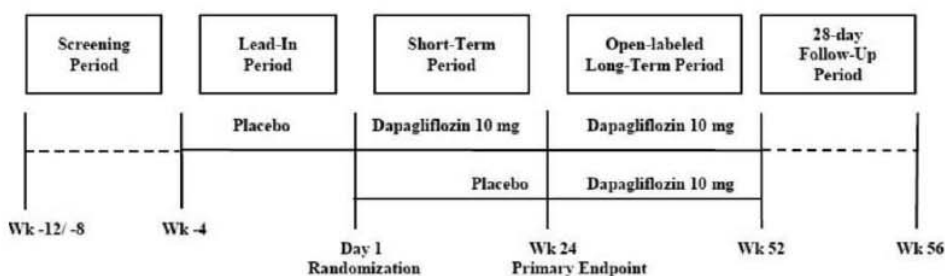 Screening
Period
Lead-In
Period
Short-Term
Period
Open-labeled
Long-Term Period
28-day
Follow-Up
Period
Placebo
Dapagliflozin 10 mg
Dapagliflozin 10 mg
Placebo
Dapagliflozin 10 mg
Wk -12/ -8
Wk -4
Day 1
Randomization
Wk 24
Primary Endpoint
Wk 52
Wk 56